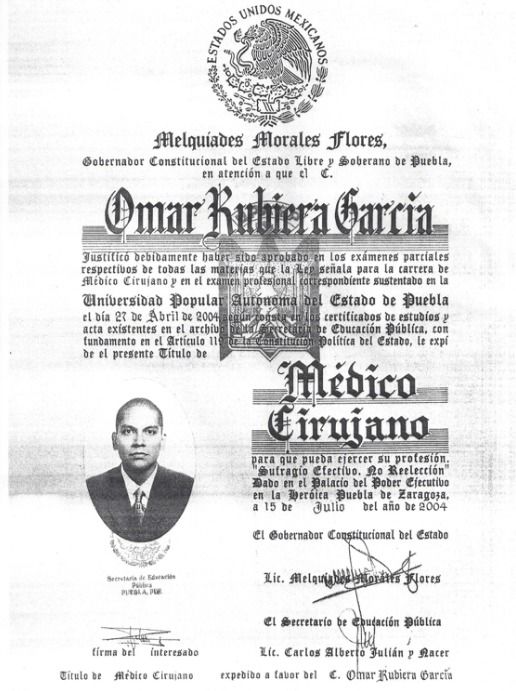 ESTADOS UNIDOS MEXICANOS
Melquiades Morales Flores,
Gobernador Constitucional del Estado Libre y Soberano de Puebla,
en atención a que el C.
Omar Rubiera García
Justificó debidamente haber sido aprobado en los exámenes parciales
respectivos de todas las materias que la Ley señala para la carrera de
Médico Cirujano y en el examen profesional correspondiente sustentado en la
Universidad Popular Autónoma del Estado de Puebla
el día 27 de Abril de 2004 según consta en los certificados de estudios y
acta existentes en el archivo de la Secretaría de Educación Pública, con
fundamento en el Artículo 119 de la Constitución Política del Estado, le expi
de el presente Título de
Médico
Cirujano
para que pueda ejercer su profesión.
"Sufragio Efectivo. No Reelección"
Dado en el Palacio del Poder Ejecutivo
en la Heróica Puebla de Zaragoza,
a 15 de Julio del año de 2004
El Gobernador Constitucional del Estado
Lic. Melquiades Morales Flores
Secretaría de Educación
Pública
PUEBLA, PUE.
El Secretario de Educación Pública
Lic. Carlos Alberto Julián y Nacer
firma del interesado
Título de Médico Cirujano expedido a favor del C. Omar Rubiera García